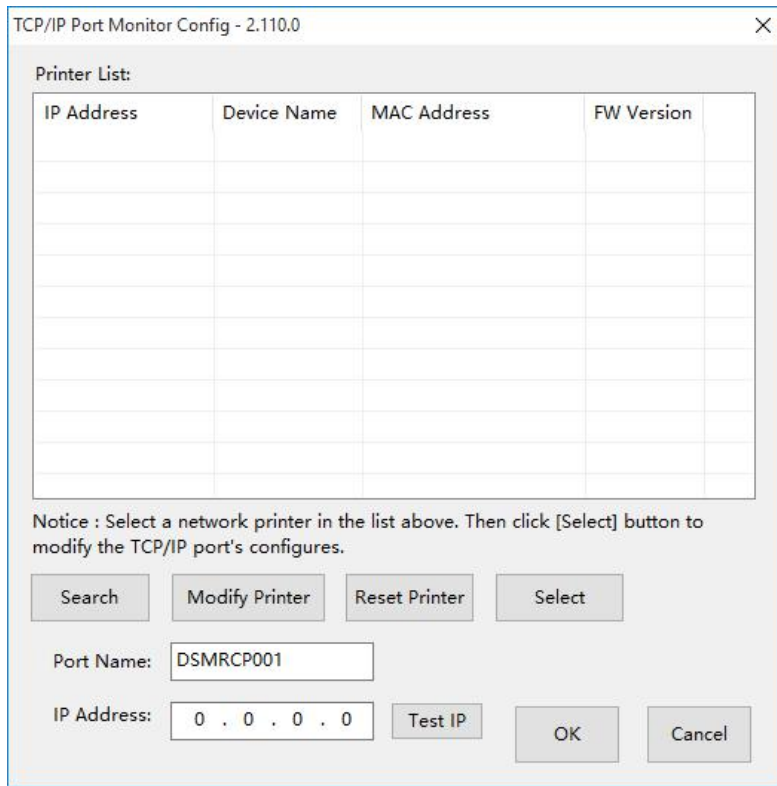 TCP/IP Port Monitor Config - 2.110.0
Printer List:
IP Address Device Name MAC Address FW Version
Notice : Select a network printer in the list above. Then click [Select] button to
modify the TCP/IP port's configures.
Search Modify Printer Reset Printer Select
Port Name: DSMRCP001
IP Address: 0 . 0 . 0 . 0 Test IP OK Cancel